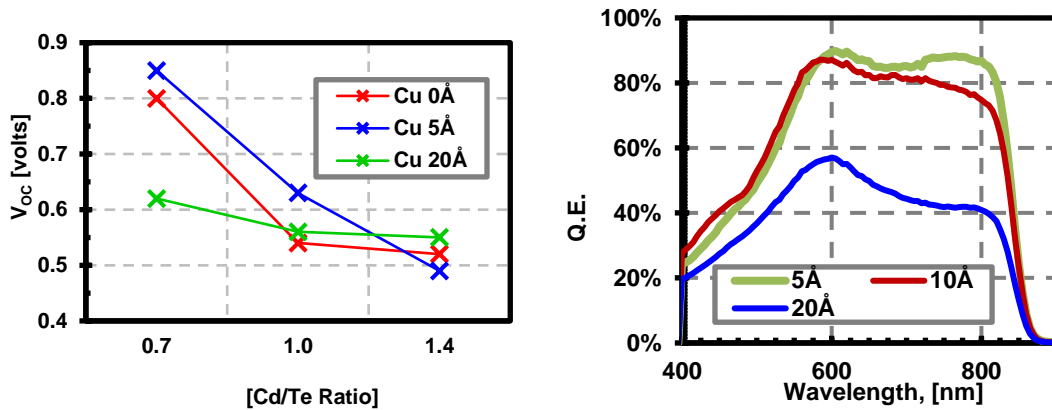 0.9
0.8
0.7
0.6
0.5
0.4
V_OC [volts]
Cu 0Å
Cu 5Å
Cu 20Å
0.7 1.0 1.4
[Cd/Te Ratio]
100%
80%
60%
40%
20%
0%
Q.E.
5Å 10Å
20Å
400 600 800
Wavelength, [nm]